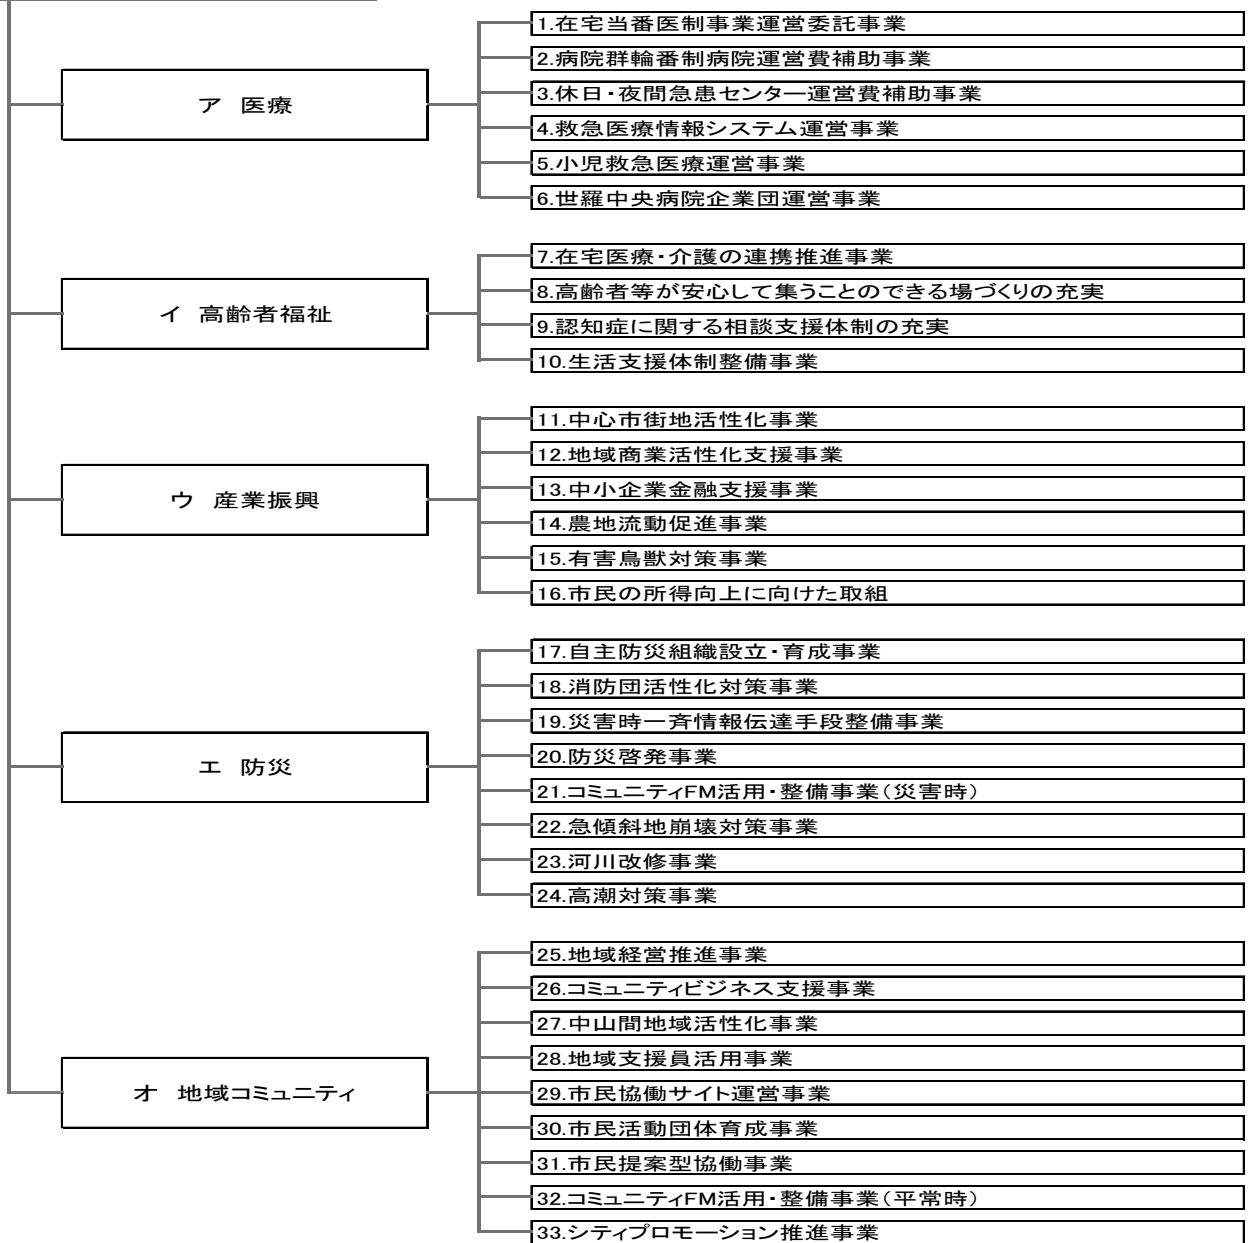 ア 医療
1.在宅当番医制事業運営委託事業
2.病院群輪番制病院運営費補助事業
3.休日・夜間急患センター運営費補助事業
4.救急医療情報システム運営事業
5.小児救急医療運営事業
6.世羅中央病院企業団運営事業
イ 高齢者福祉
7.在宅医療・介護の連携推進事業
8.高齢者等が安心して集うことのできる場づくりの充実
9.認知症に関する相談支援体制の充実
10.生活支援体制整備事業
ウ 産業振興
11.中心市街地活性化事業
12.地域商業活性化支援事業
13.中小企業金融支援事業
14.農地流動促進事業
15.有害鳥獣対策事業
16.市民の所得向上に向けた取組
エ 防災
17.自主防災組織設立・育成事業
18.消防団活性化対策事業
19.災害時一斉情報伝達手段整備事業
20.防災啓発事業
21.コミュニティFM活用・整備事業(災害時)
22.急傾斜地崩壊対策事業
23.河川改修事業
24.高潮対策事業
オ 地域コミュニティ
25.地域経営推進事業
26.コミュニティビジネス支援事業
27.中山間地域活性化事業
28.地域支援員活用事業
29.市民協働サイト運営事業
30.市民活動団体育成事業
31.市民提案型協働事業
32.コミュニティFM活用・整備事業(平常時)
33.シティプロモーション推進事業